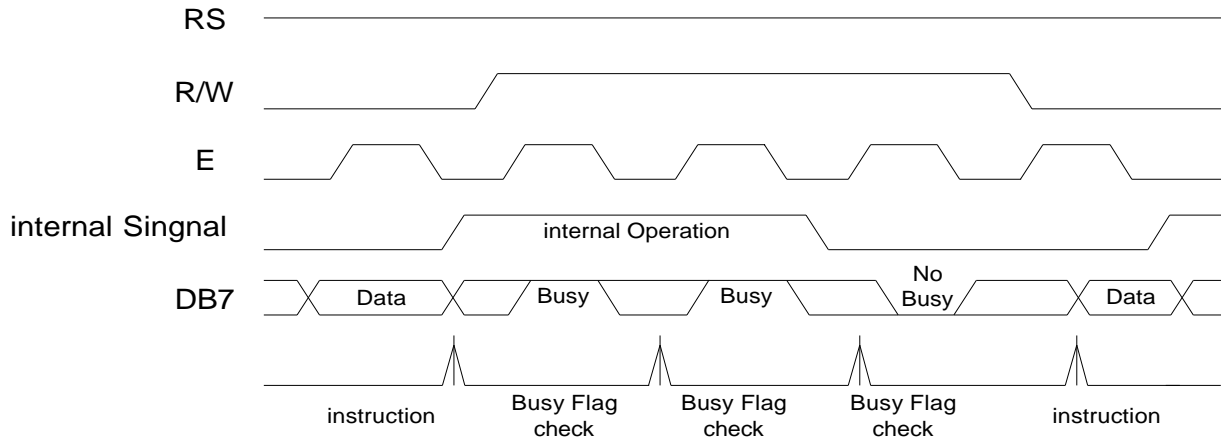 RS
R/W
E
internal Singnal
internal Operation
DB7
Data
Busy
Busy
No
Busy
Data
instruction
Busy Flag
check
Busy Flag
check
Busy Flag
check
instruction